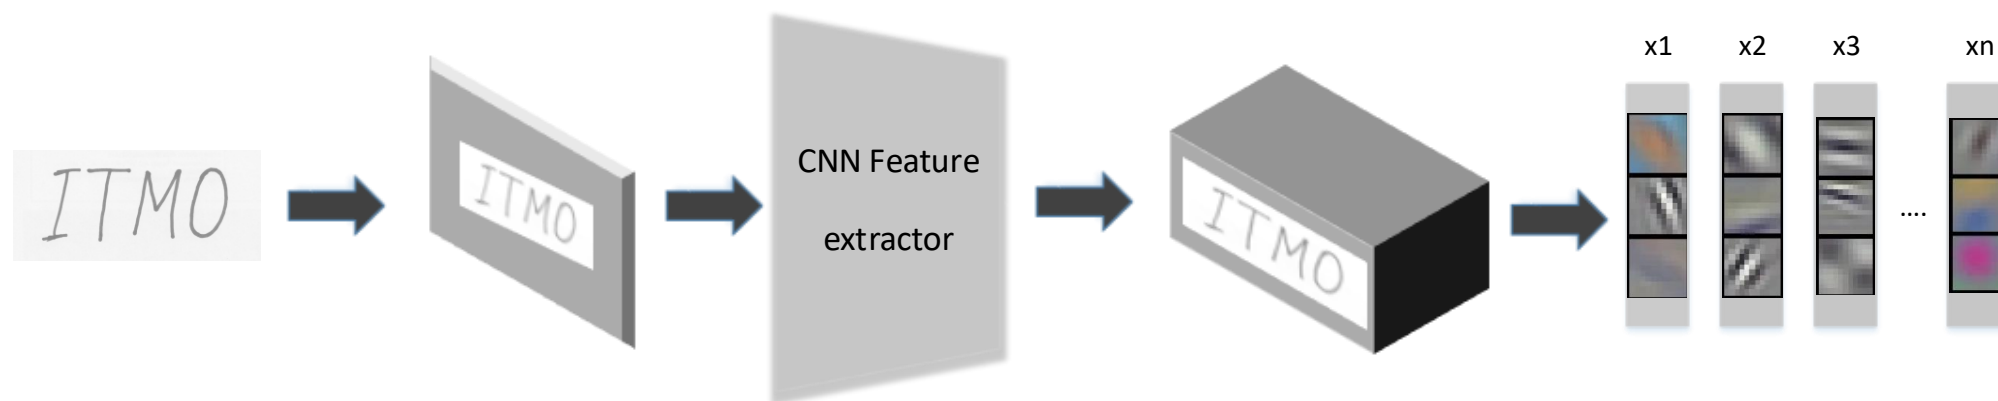 ITMO
ITMO
CNN Feature
extractor
ITMO
x1 x2 x3 xn
....